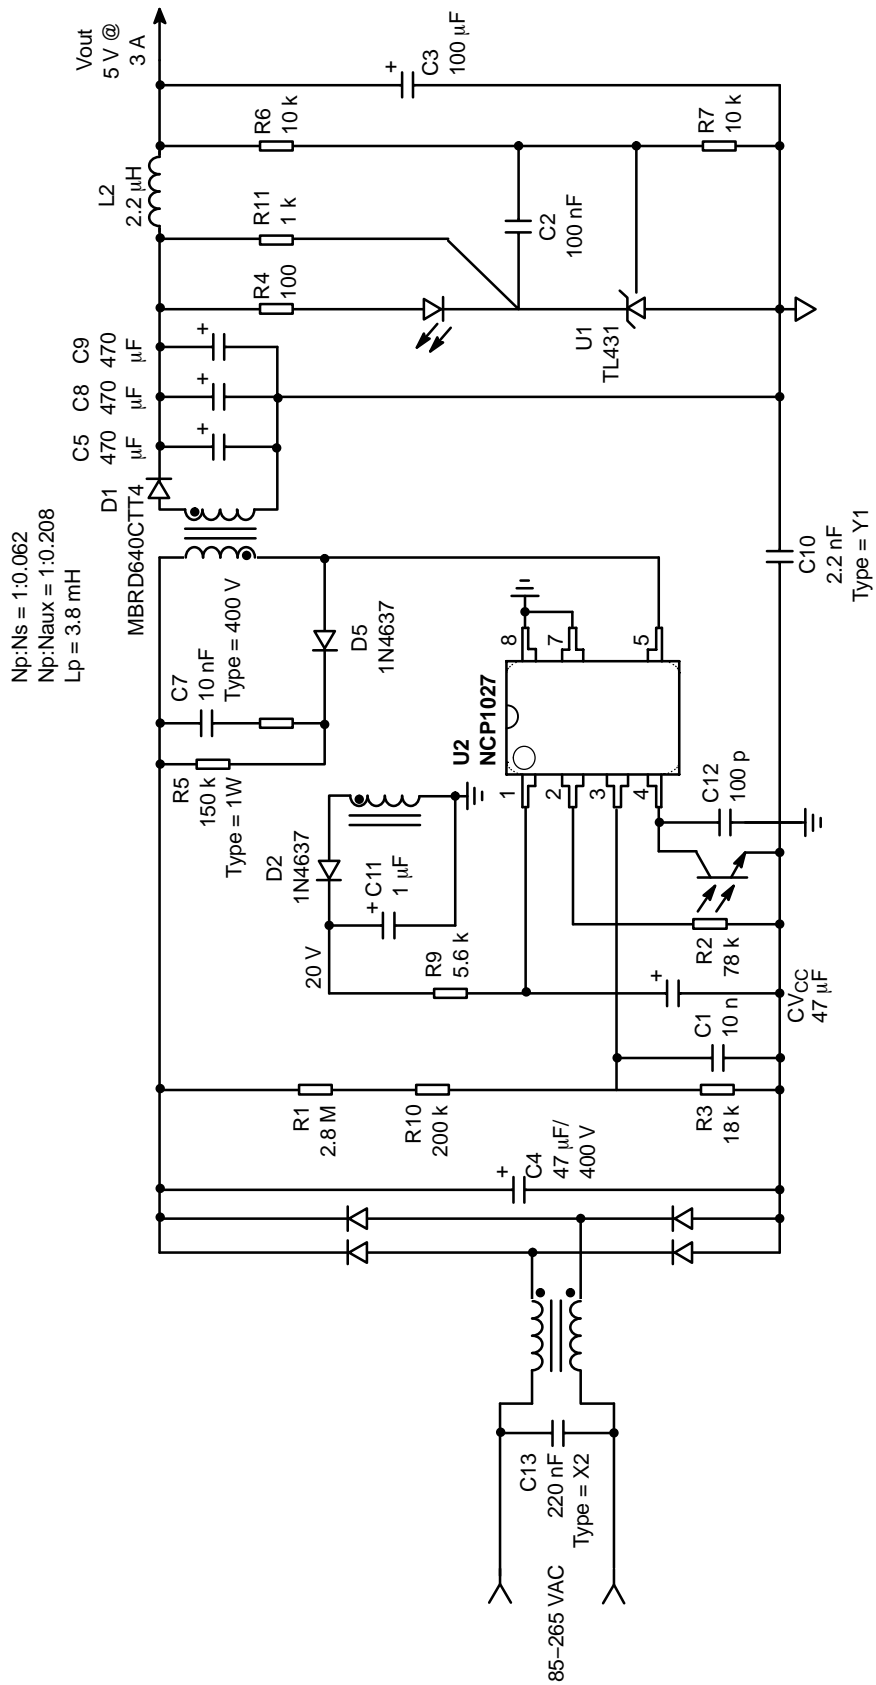 Np:Ns = 1:0.062
Np:Naux = 1:0.208
Lp = 3.8 mH
85–265 VAC
C13
220 nF
Type = X2
C4
47 µF/
400 V
R1
2.8 M
R10
200 k
R3
18 k
C1
10 n
CVCC
47 µF
20 V
R9
5.6 k
D2
1N4637
+
C11
1 µF
R2
78 k
R5
150 k
Type = 1W
C7
10 nF
Type = 400 V
D5
1N4637
U2
NCP1027
1
2
3
4
8
7
5
C12
100 p
D1
MBRD640CTT4
C5
470
µF
C8
470
µF
C9
470
µF
+
+
+
C10
2.2 nF
Type = Y1
R4
100
R11
1 k
L2
2.2 µH
R6
10 k
C2
100 nF
U1
TL431
R7
10 k
+
C3
100 µF
Vout
5 V @
3 A
+
+